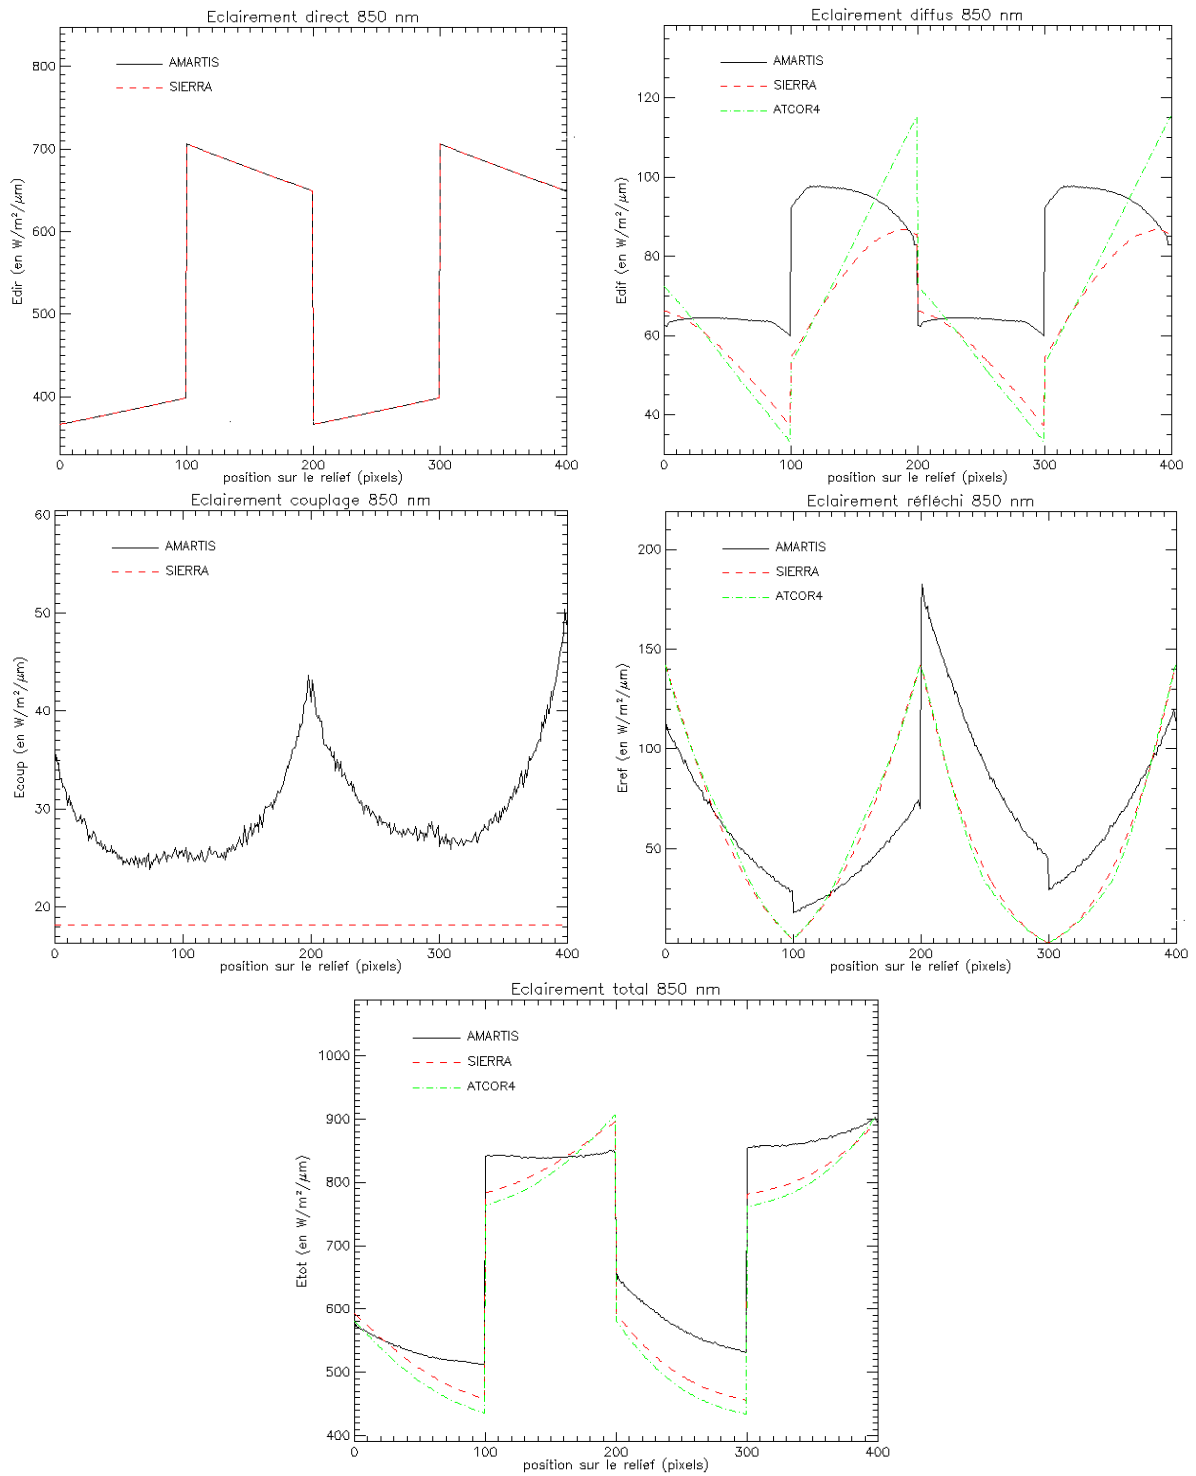 Eclairement direct 850 nm
AMARTIS
SIERRA
800
700
600
500
400
Edir (en W/m²/μm)
0 100 200 300 400
position sur le relief (pixels)
Eclairement diffus 850 nm
AMARTIS
SIERRA
ATCOR4
120
100
80
60
40
Edif (en W/m²/μm)
0 100 200 300 400
position sur le relief (pixels)
Eclairement couplage 850 nm
AMARTIS
SIERRA
60
50
40
30
20
Ecoup (en W/m²/μm)
0 100 200 300 400
position sur le relief (pixels)
Eclairement réfléchi 850 nm
AMARTIS
SIERRA
ATCOR4
200
150
100
50
Eref (en W/m²/μm)
0 100 200 300 400
position sur le relief (pixels)
Eclairement total 850 nm
AMARTIS
SIERRA
ATCOR4
1000
900
800
700
600
500
400
Etot (en W/m²/μm)
0 100 200 300 400
position sur le relief (pixels)